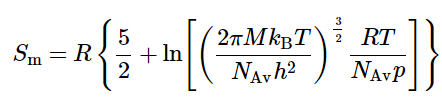 S_m = R { 5/2 + ln [ ( 2πMk_BT / N_Av h² )^(3/2) RT / N_Av p ] }